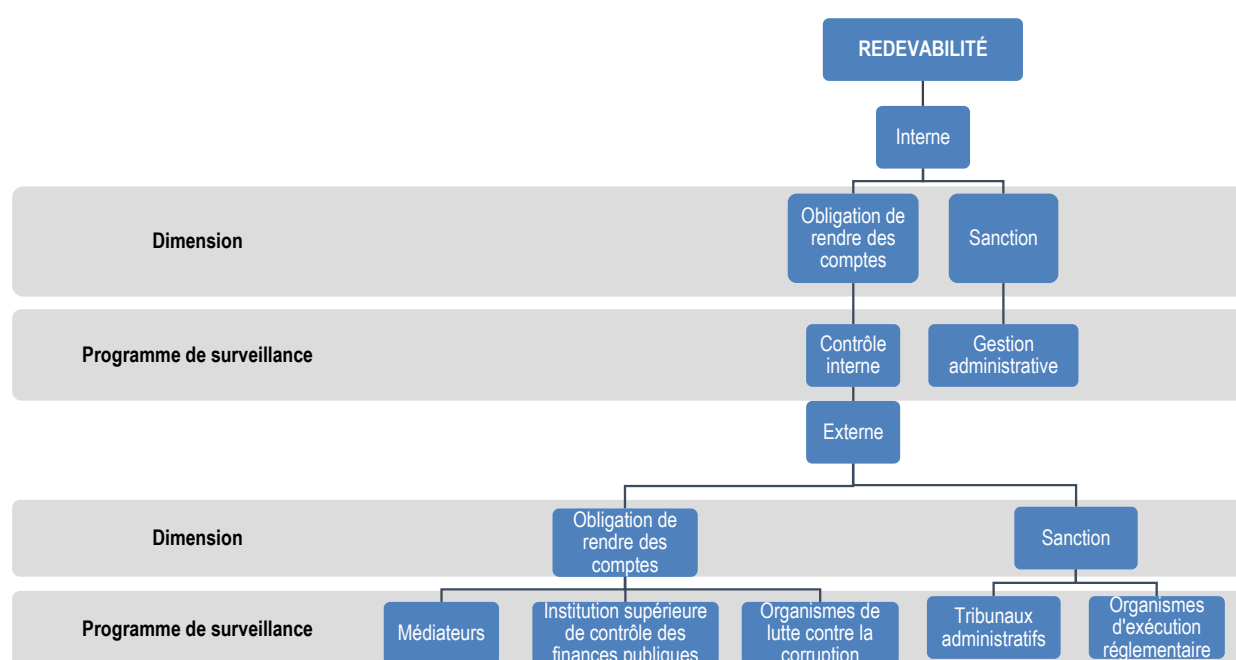 REDEVABILITÉ
Interne
Dimension
Obligation de
rendre des
comptes
Sanction
Programme de surveillance
Contrôle
interne
Gestion
administrative
Externe
Dimension
Obligation de
rendre des
comptes
Sanction
Programme de surveillance
Médiateurs
Institution supérieure
de contrôle des
finances publiques
Organismes de
lutte contre la
corruption
Tribunaux
administratifs
Organismes
d'exécution
réglementaire